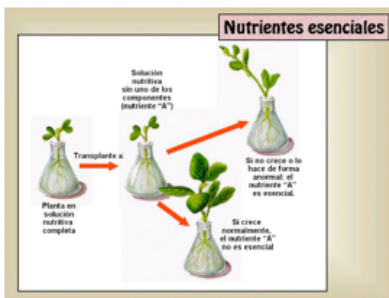 Nutrientes esenciales
Solución
nutritiva
sin uno de los
componentes
(nutriente "A")
Transplante a:
Planta en
solución
nutritiva
completa
Si no crece o lo
hace de forma
anormal: el
nutriente "A"
es esencial.
Si crece
normalmente,
el nutriente "A"
no es esencial